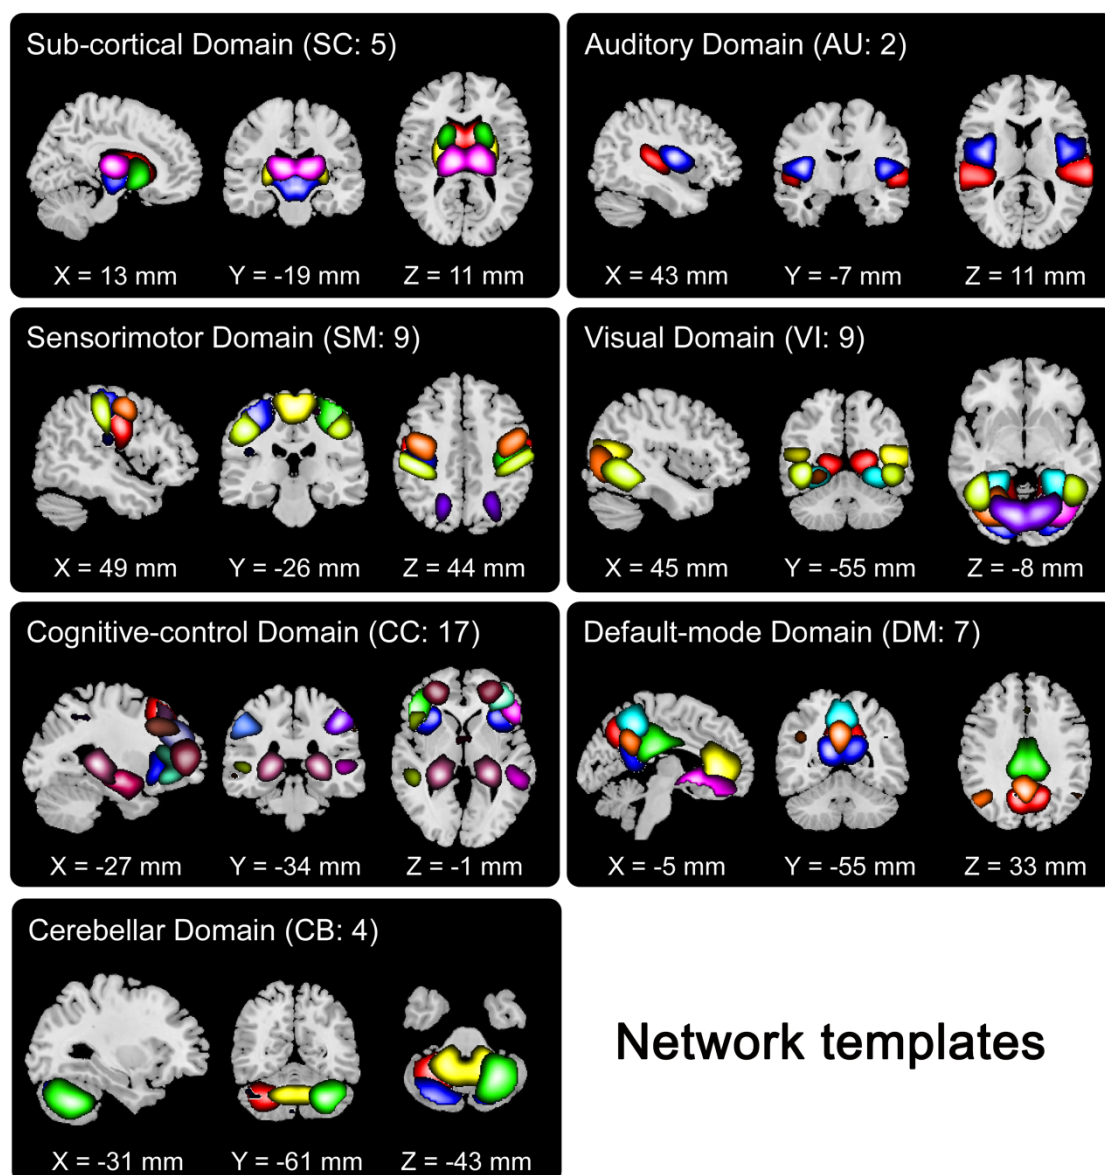 Sub-cortical Domain (SC: 5)
X = 13 mm Y = -19 mm Z = 11 mm
Auditory Domain (AU: 2)
X = 43 mm Y = -7 mm Z = 11 mm
Sensorimotor Domain (SM: 9)
X = 49 mm Y = -26 mm Z = 44 mm
Visual Domain (VI: 9)
X = 45 mm Y = -55 mm Z = -8 mm
Cognitive-control Domain (CC: 17)
X = -27 mm Y = -34 mm Z = -1 mm
Default-mode Domain (DM: 7)
X = -5 mm Y = -55 mm Z = 33 mm
Cerebellar Domain (CB: 4)
X = -31 mm Y = -61 mm Z = -43 mm
Network templates